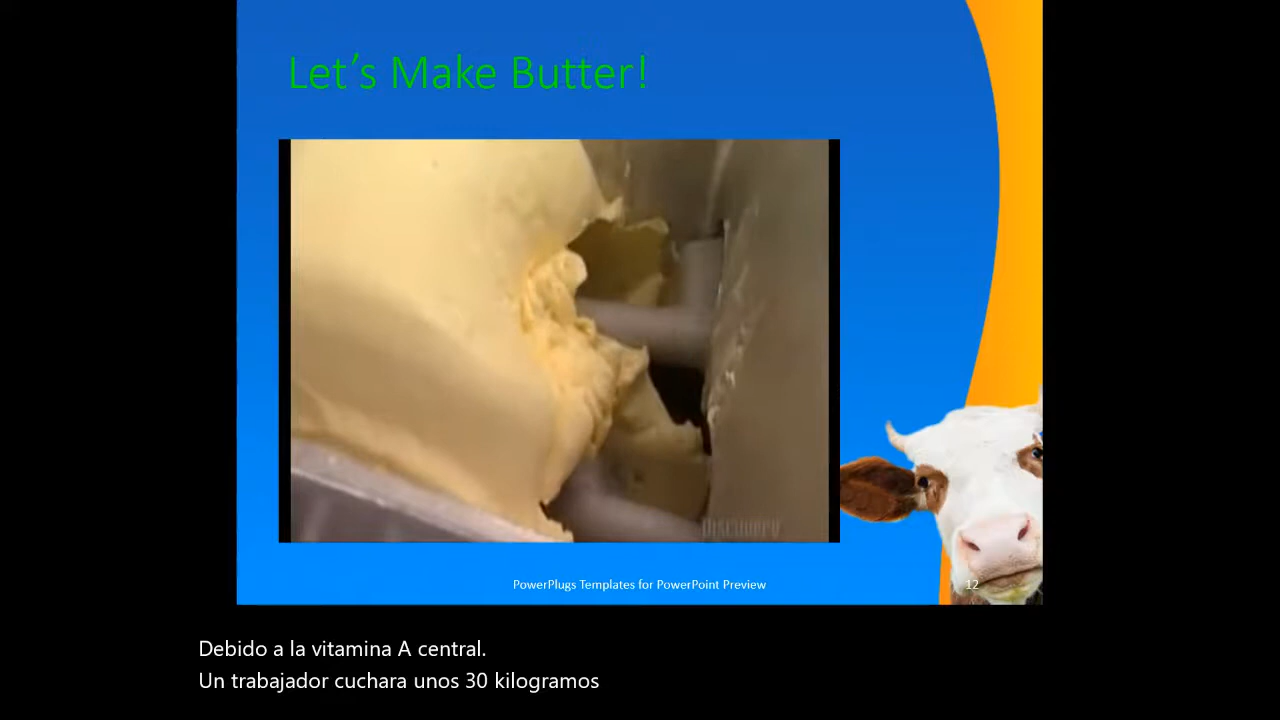 Let's Make Butter!
Discovery
PowerPlugs Templates for PowerPoint Preview
12
Debido a la vitamina A central.
Un trabajador cuchara unos 30 kilogramos